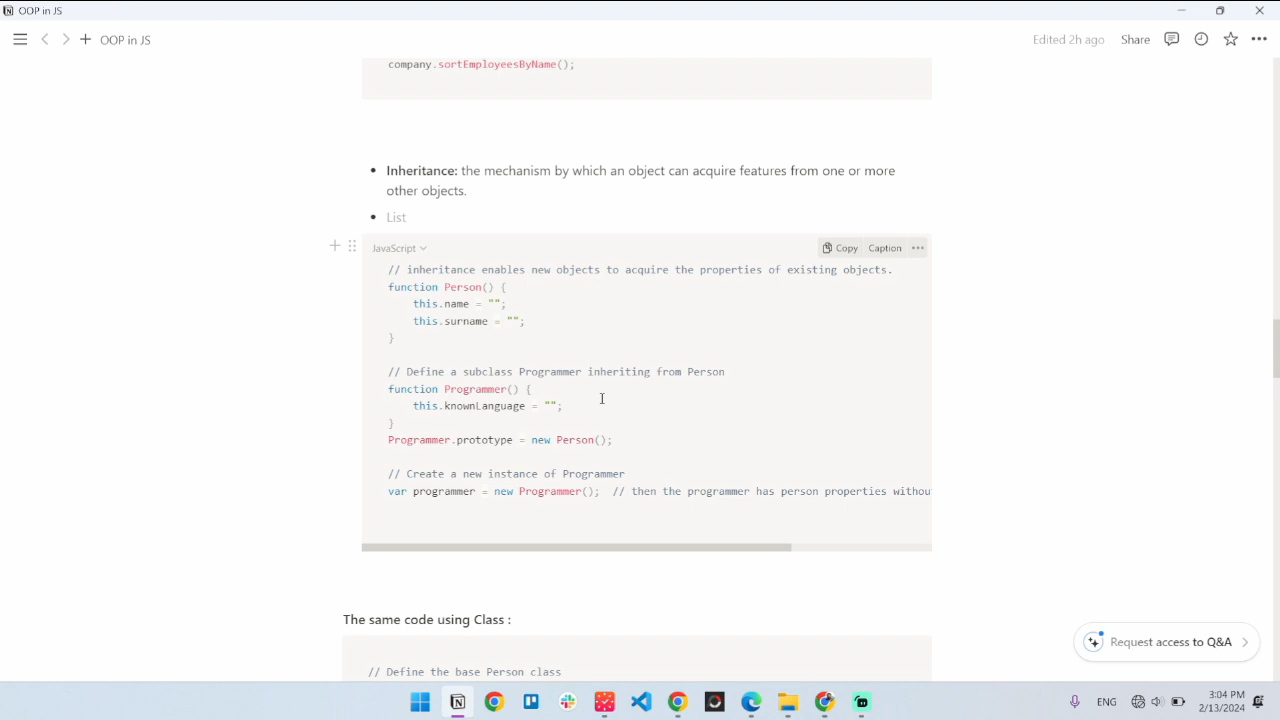 OOP in JS
OOP in JS
Edited 2h ago
Share
company.sortEmployeesByName();
Inheritance: the mechanism by which an object can acquire features from one or more
other objects.
List
JavaScript
Copy
Caption
// inheritance enables new objects to acquire the properties of existing objects.
function Person() {
this.name = "";
this.surname = "";
}
// Define a subclass Programmer inheriting from Person
function Programmer() {
this.knownLanguage = "";
}
Programmer.prototype = new Person();
// Create a new instance of Programmer
var programmer = new Programmer(); // then the programmer has person properties withou
The same code using Class :
// Define the base Person class
Request access to Q&A
ENG
3:04 PM
2/13/2024